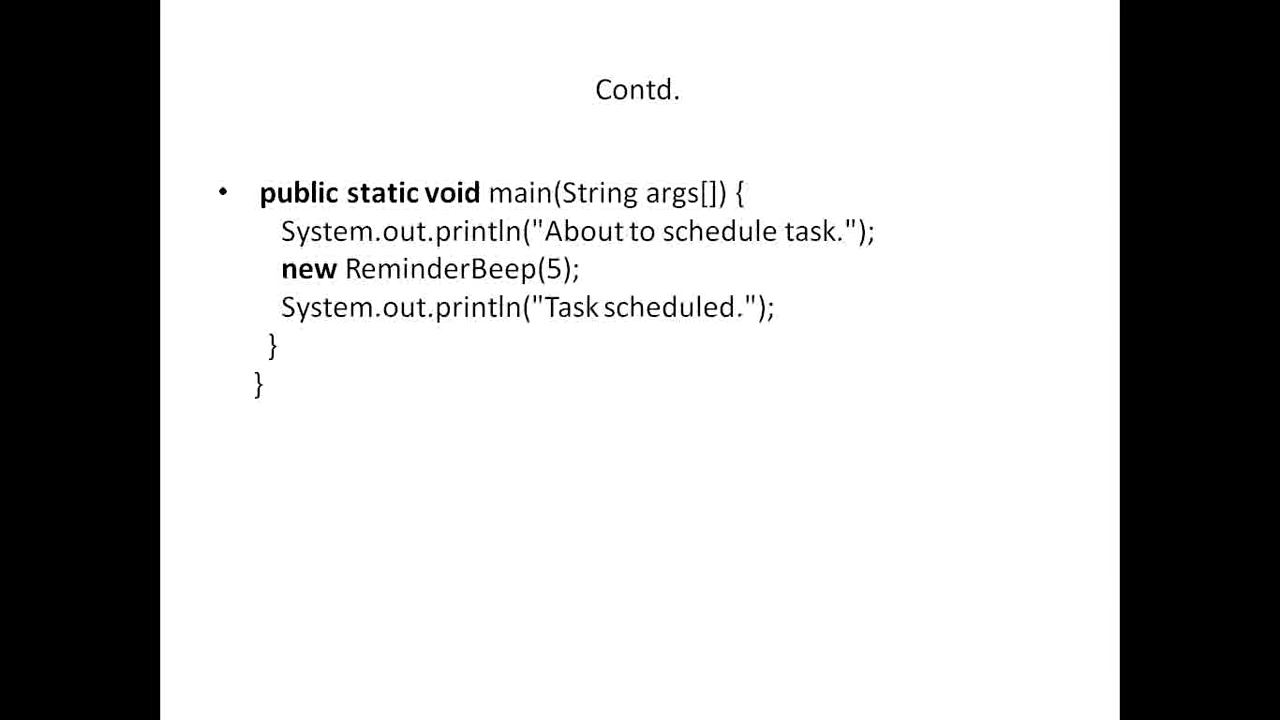 Contd.
• public static void main(String args[]) {
System.out.println("About to schedule task.");
new ReminderBeep(5);
System.out.println("Task scheduled.");
}
}